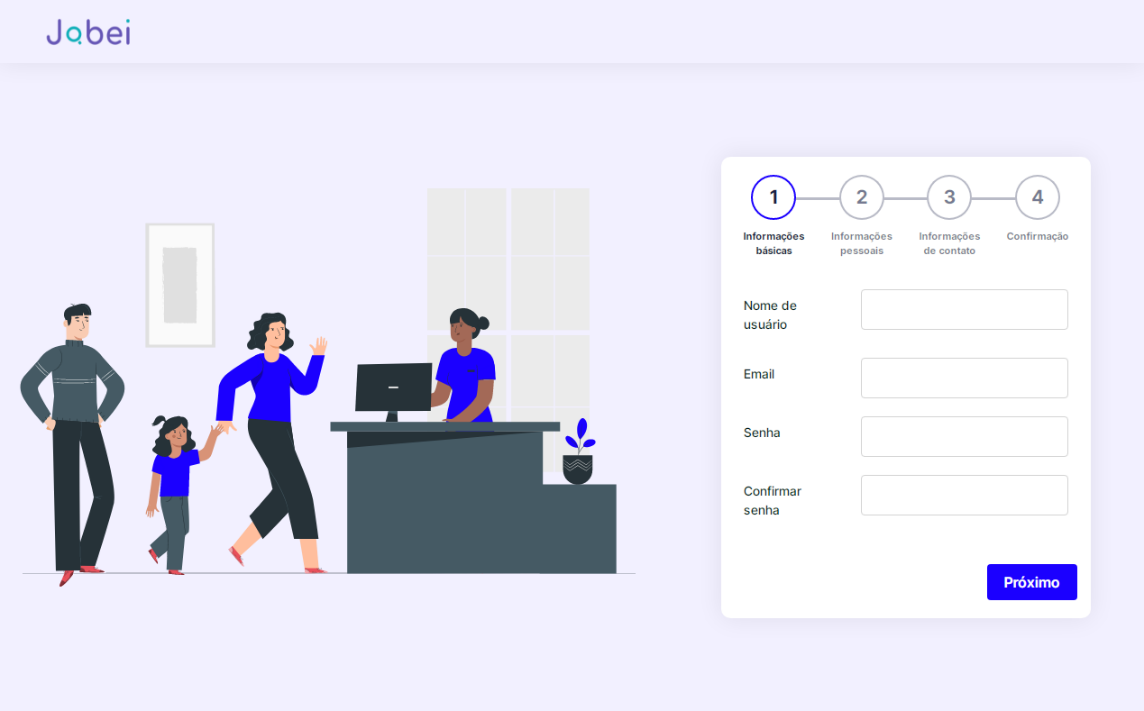 Jobei
1
2
3
4
Informações
básicas
Informações
pessoais
Informações
de contato
Confirmação
Nome de
usuário
Email
Senha
Confirmar
senha
Próximo